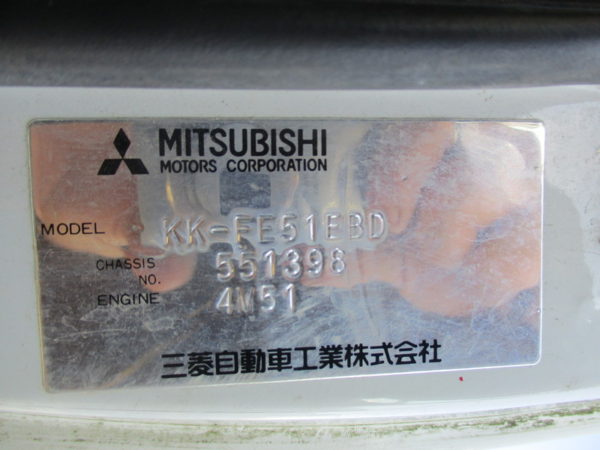 MITSUBISHI
MOTORS CORPORATION
MODEL KK-FE51EBD
CHASSIS NO. 551398
ENGINE 4M51
三菱自動車工業株式会社